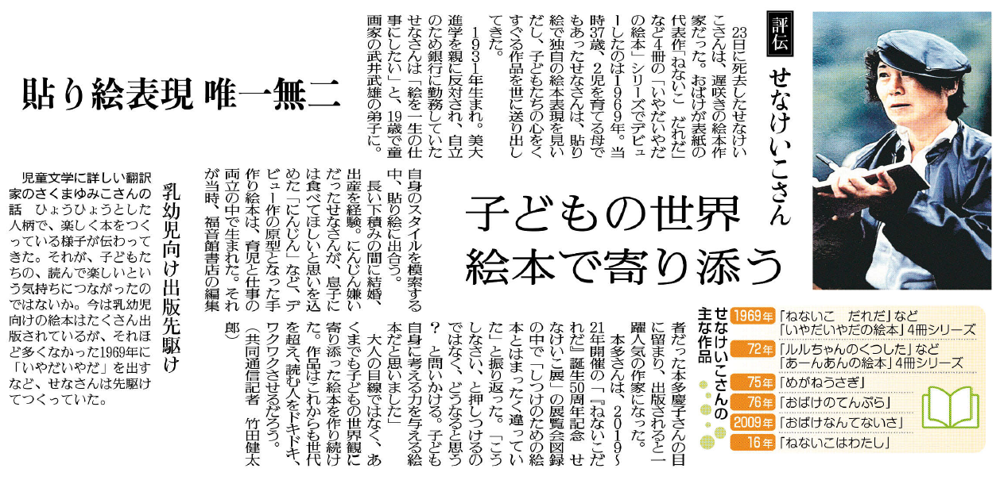 評伝
せなけいこさん
子どもの世界
絵本で寄り添う
貼り絵表現 唯一無二
　23日に死去したせなけい
こさんは、遅咲きの絵本作
家だった。おばけが表紙の
代表作「ねないこ　だれだ」
など4冊の「いやだいやだ
の絵本」シリーズでデビュ
ーしたのは1969年。当
時37歳、2児を育てる母で
もあったせなさんは、貼り
絵で独自の絵本表現を見い
だし、子どもたちの心をく
すぐる作品を世に送り出し
てきた。
　1931年生まれ。美大
進学を親に反対され、自立
のため銀行に勤務していた
せなさんは「絵を一生の仕
事にしたい」と、19歳で童
画家の武井武雄の弟子に。
自身のスタイルを模索する
中、貼り絵に出合う。
　長い下積みの間に結婚、
出産を経験。にんじん嫌い
だったせなさんが、息子に
は食べてほしいと思いを込
めた「にんじん」など、デ
ビュー作の原型となった手
作り絵本は、育児と仕事の
両立の中で生まれた。それ
が当時、福音館書店の編集
者だった本多慶子さんの目
に留まり、出版されると一
躍人気の作家になった。
　本多さんは、2019〜
21年開催の「『ねないこだ
れだ』誕生50周年記念　せ
なけいこ展」の展覧会図録
の中で「しつけのための絵
本とはまったく違ってい
た」と振り返った。「こう
しなさい、と押しつけるの
ではなく、どうなると思う
?　と問いかける。子ども
自身に考える力を与える絵
本だと思いました」
　大人の目線ではなく、あ
くまでも子どもの世界観に
寄り添った絵本を作り続け
た。作品はこれからも世代
を超え、読む人をドキドキ、
ワクワクさせるだろう。
（共同通信記者　竹田健太
郎）
乳幼児向け出版先駆け
　児童文学に詳しい翻訳
家のさくまゆみこさんの
話　ひょうひょうとした
人柄で、楽しく本をつく
っている様子が伝わって
きた。それが、子どもた
ちの、読んで楽しいとい
う気持ちにつながったの
ではないか。今は乳幼児
向けの絵本はたくさん出
版されているが、それほ
ど多くなかった1969年に
「いやだいやだ」を出す
など、せなさんは先駆け
てつくっていた。
せなけいこさんの
主な作品
1969年 「ねないこ　だれだ」など
「いやだいやだの絵本」4冊シリーズ
72年 「ルルちゃんのくつした」など
「あーんあんの絵本」4冊シリーズ
75年 「めがねうさぎ」
76年 「おばけのてんぷら」
2009年 「おばけなんてないさ」
16年 「ねないこはわたし」